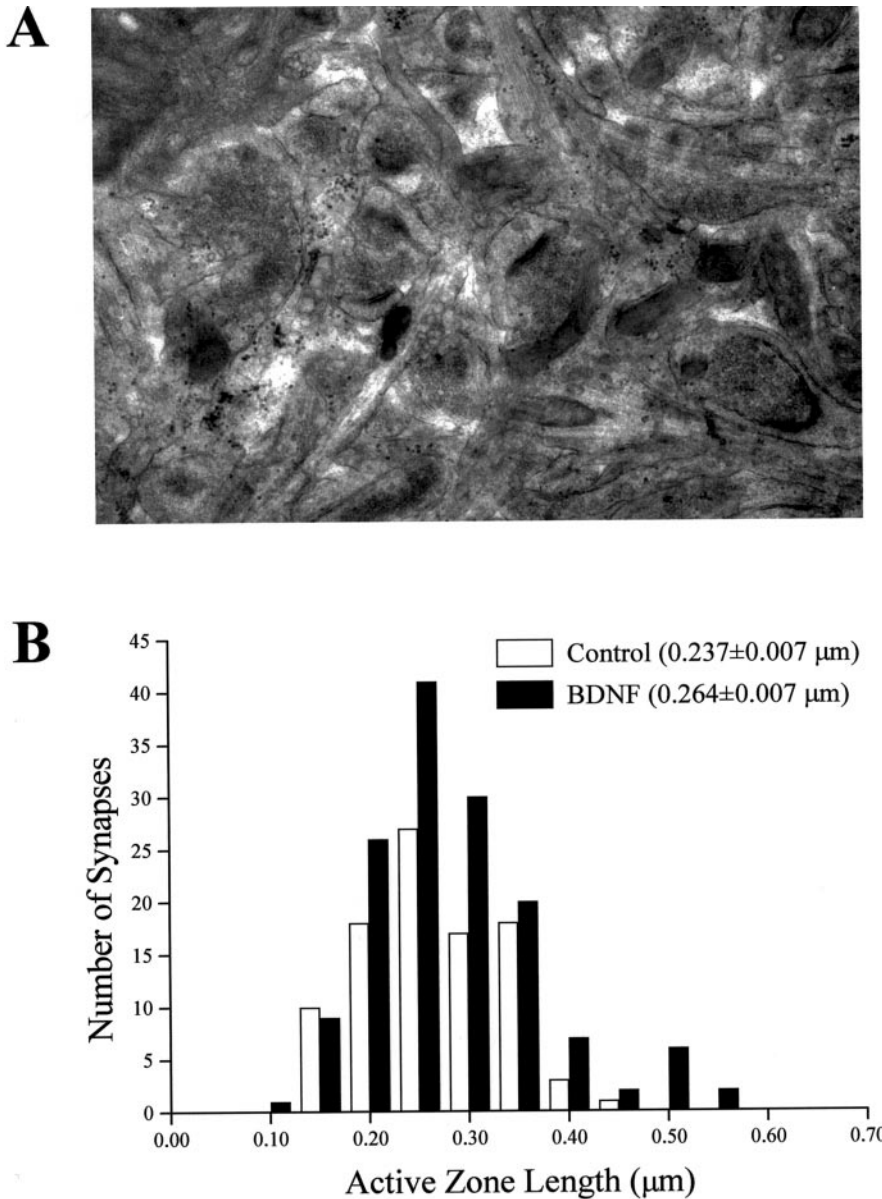 A
B
45
40
35
30
25
20
15
10
5
0
Number of Synapses
Control (0.237±0.007 μm)
BDNF (0.264±0.007 μm)
0.00 0.10 0.20 0.30 0.40 0.50 0.60 0.70
Active Zone Length (μm)